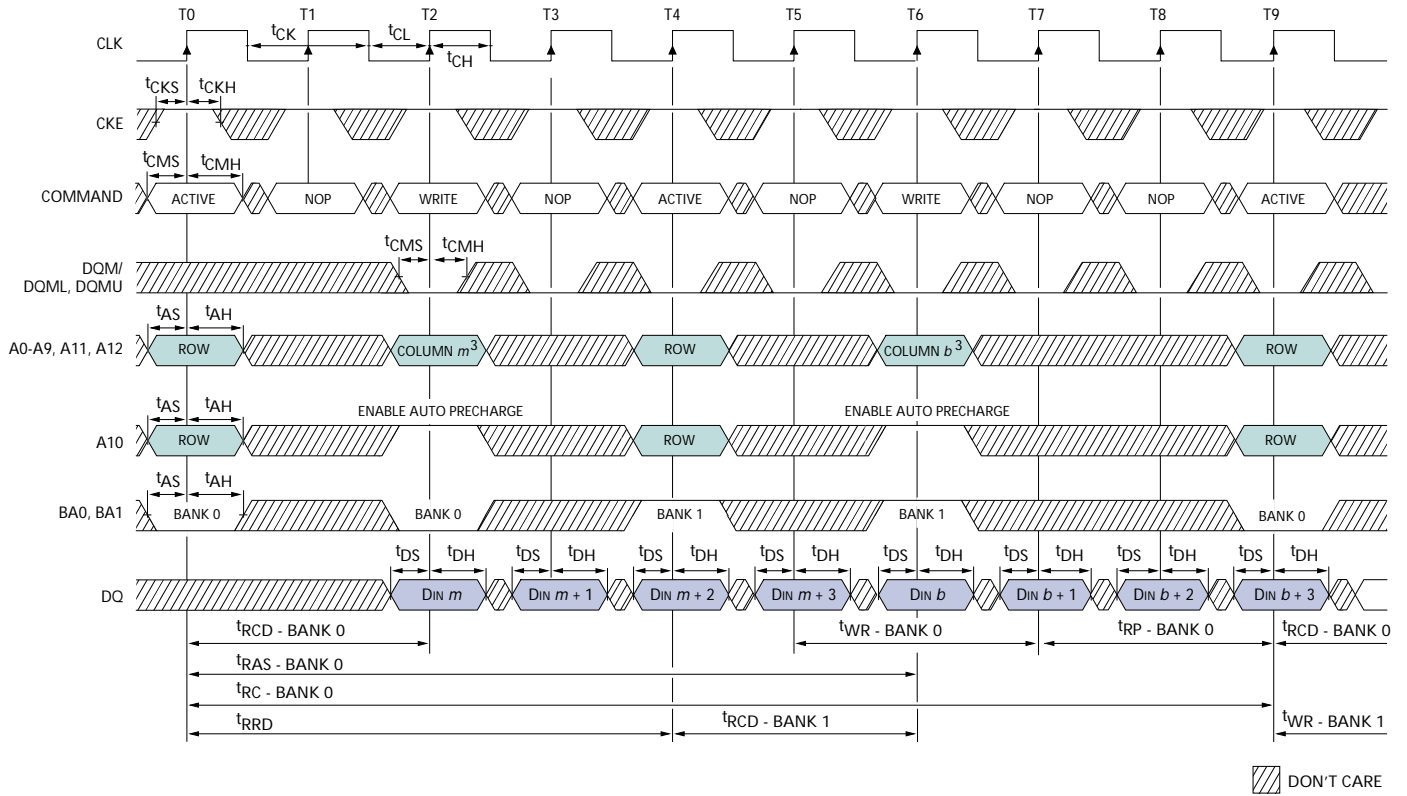 T0 T1 T2 T3 T4 T5 T6 T7 T8 T9
CLK tCK tCL tCH
tCKS tCKH
CKE
tCMS tCMH
COMMAND ACTIVE NOP WRITE NOP ACTIVE NOP WRITE NOP NOP ACTIVE
tCMS tCMH
DQM/
DQML, DQMU
tAS tAH
A0-A9, A11, A12 ROW COLUMN m3 ROW COLUMN b3 ROW
tAS tAH ENABLE AUTO PRECHARGE ENABLE AUTO PRECHARGE
A10 ROW ROW ROW
tAS tAH
BA0, BA1 BANK 0 BANK 0 BANK 1 BANK 1 BANK 0
tDS tDH tDS tDH tDS tDH tDS tDH tDS tDH tDS tDH tDS tDH tDS tDH
DQ DIN m DIN m + 1 DIN m + 2 DIN m + 3 DIN b DIN b + 1 DIN b + 2 DIN b + 3
tRCD - BANK 0 tWR - BANK 0 tRP - BANK 0 tRCD - BANK 0
tRAS - BANK 0
tRC - BANK 0
tRRD tRCD - BANK 1 tWR - BANK 1
DON'T CARE